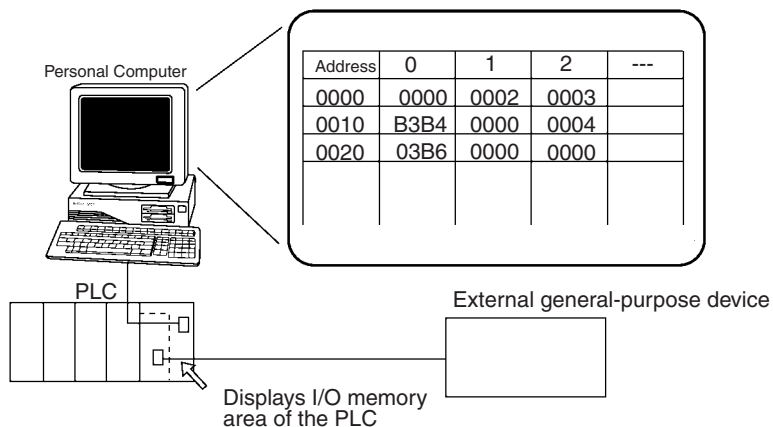 Personal Computer
Address 0 1 2 ---
0000 0000 0002 0003
0010 B3B4 0000 0004
0020 03B6 0000 0000
PLC
External general-purpose device
Displays I/O memory
area of the PLC